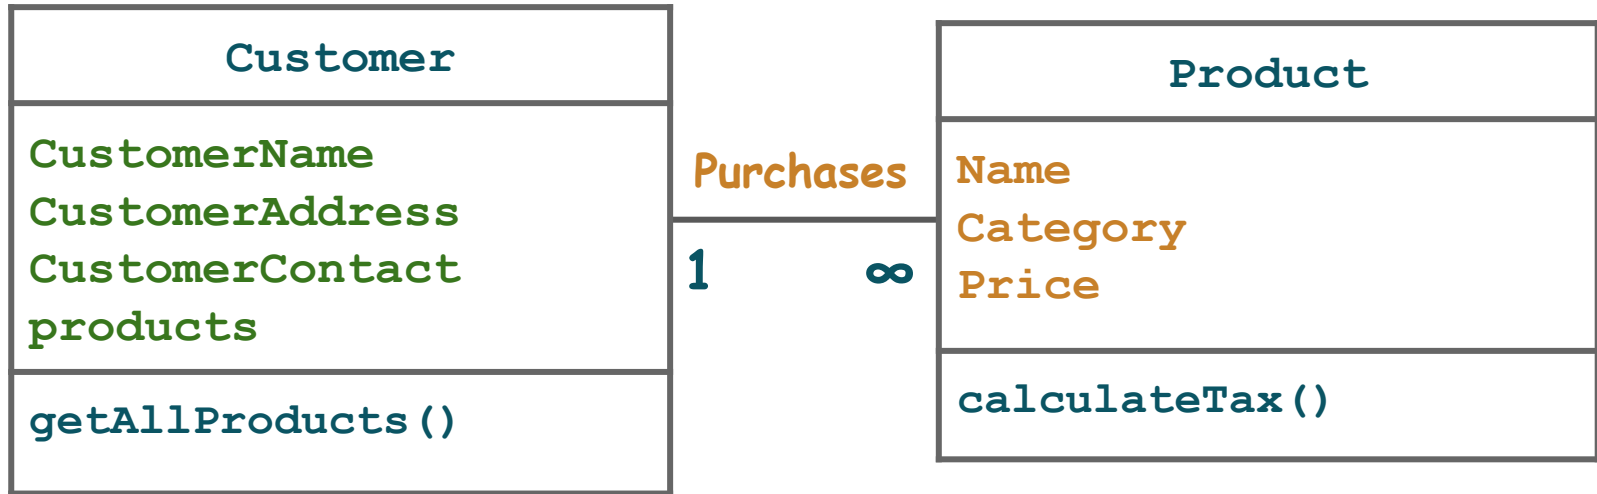 Customer
CustomerName
CustomerAddress
CustomerContact
products
getAllProducts()
Purchases
1 ∞
Product
Name
Category
Price
calculateTax()